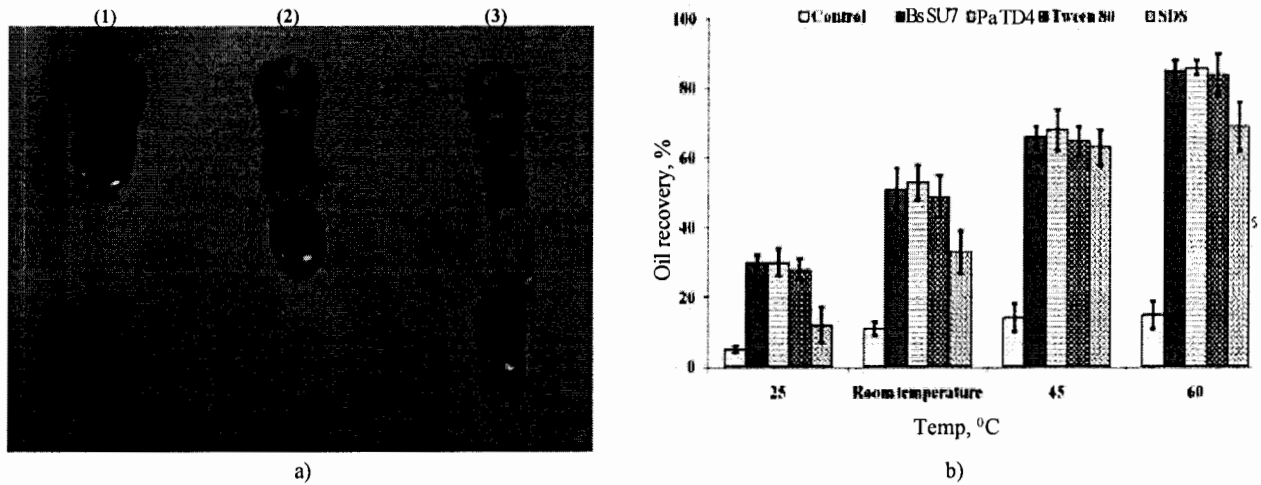 (1) (2) (3)
a)
Control BsSU7 PaTD4 Tween 80 SDS
100
80
60
40
20
0
Oil recovery, %
25 Room temperature 45 60
Temp, ⁰C
s
b)